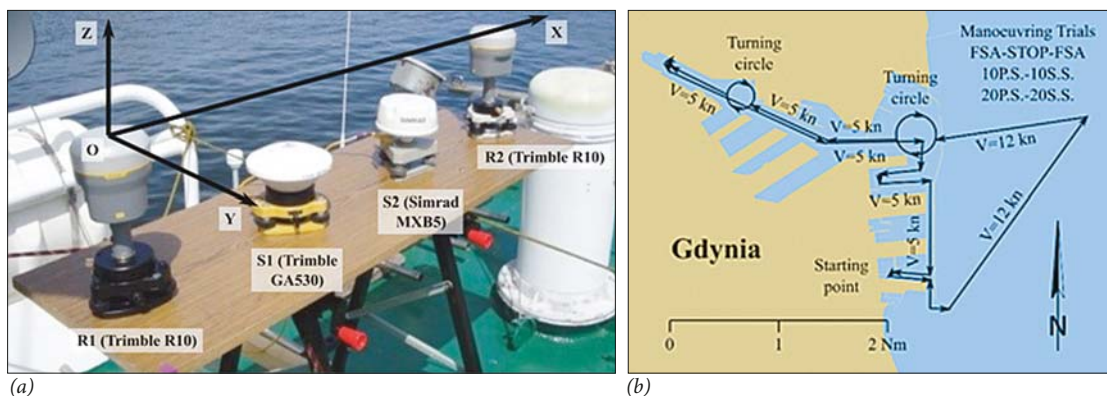 Z
X
O
Y
R2 (Trimble R10)
S2 (Simrad
MXB5)
S1 (Trimble
GA530)
R1 (Trimble R10)
(a)
Manoeuvring Trials
FSA-STOP-FSA
10P.S.-10S.S.
20P.S.-20S.S.
Turning
circle
Turning
circle
V=5 kn
V=5 kn
V=5 kn
V=5 kn
V=12 kn
V=5 kn
V=5 kn
V=12 kn
Gdynia
Starting
point
0
1
2 Nm
N
(b)